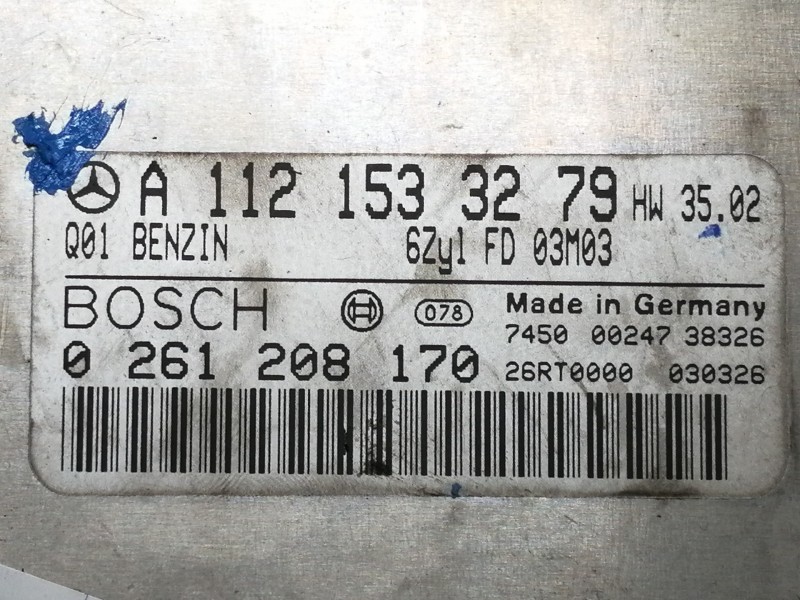 A 112 153 32 79 HW 35.02
Q01 BENZIN 6Zyl FD 03M03
BOSCH 078 Made in Germany
7450 00247 38326
0 261 208 170 26RT0000 030326